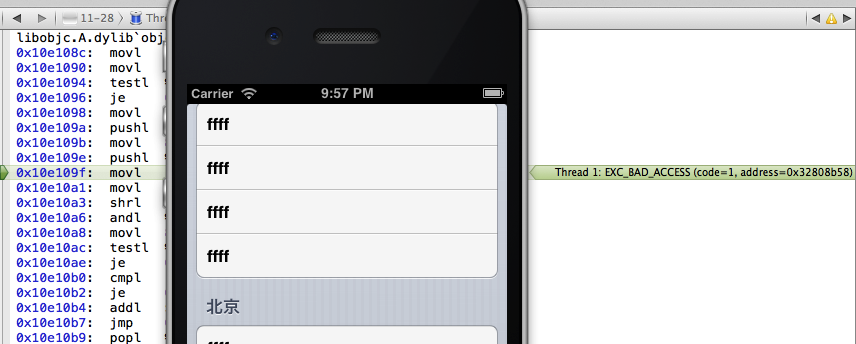 11-28
Thre
libobjc.A.dylib`obj
0x10e108c: movl
0x10e1090: movl
0x10e1094: testl
0x10e1096: je
0x10e1098: movl
0x10e109a: pushl
0x10e109b: movl
0x10e109e: pushl
0x10e109f: movl
Thread 1: EXC_BAD_ACCESS (code=1, address=0x32808b58)
0x10e10a1: movl
0x10e10a3: shrl
0x10e10a6: andl
0x10e10a8: movl
0x10e10ac: testl
0x10e10ae: je
0x10e10b0: cmpl
0x10e10b2: je
0x10e10b4: addl
0x10e10b7: jmp
0x10e10b9: popl
Carrier 9:57 PM
ffff
ffff
ffff
ffff
北京
ffff